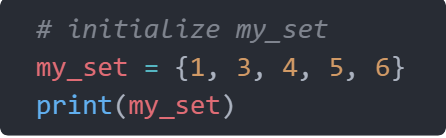 # initialize my_set
my_set = {1, 3, 4, 5, 6}
print(my_set)